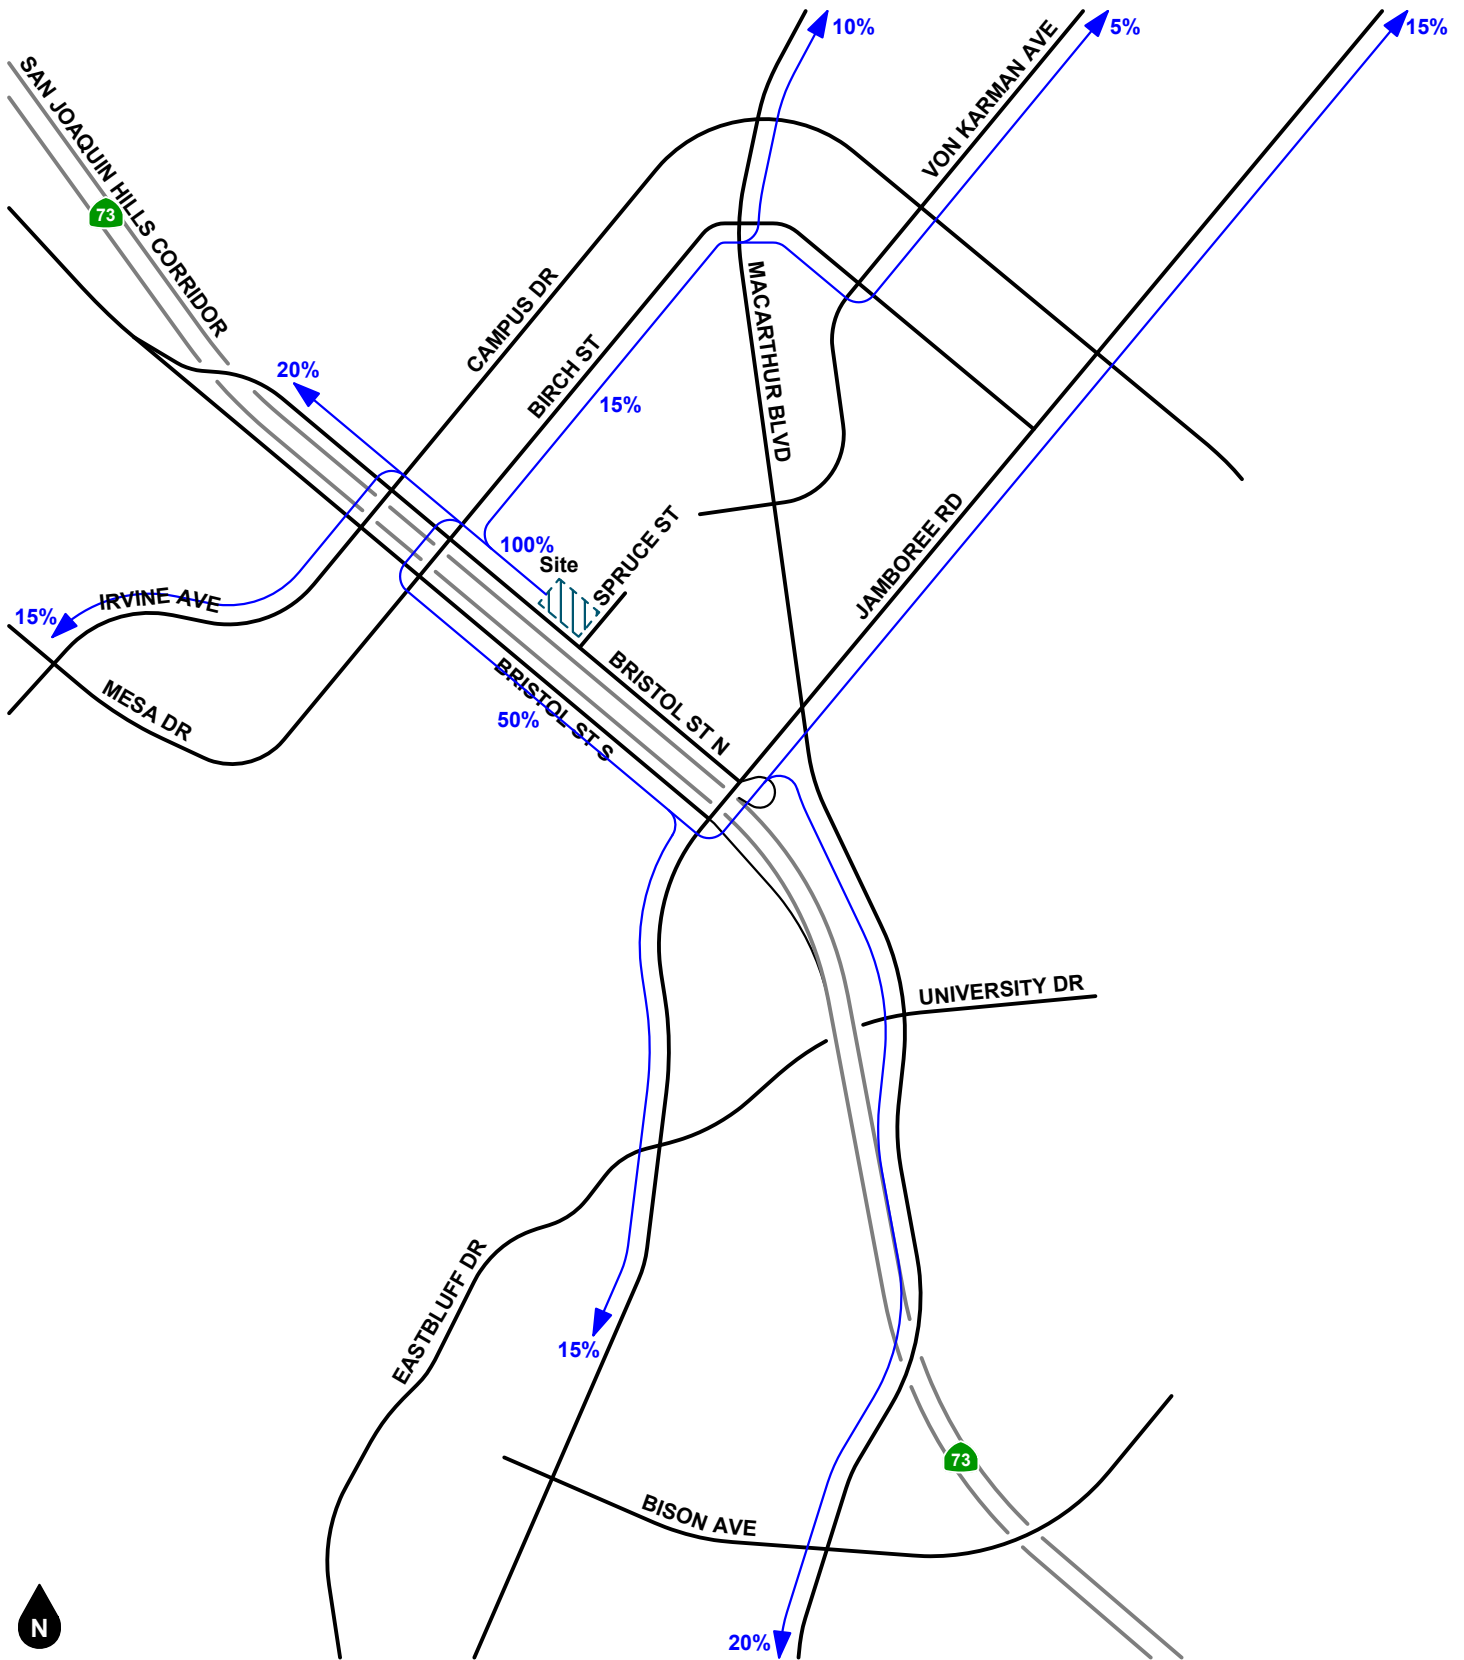 10%
5%
15%
VON KARMAN AVE
SAN JOAQUIN HILLS CORRIDOR
73
CAMPUS DR
MACARTHUR BLVD
BIRCH ST
20%
15%
JAMBOREE RD
SPRUCE ST
100%
Site
IRVINE AVE
15%
MESA DR
BRISTOL ST N
BRISTOL ST S
50%
UNIVERSITY DR
EASTBLUFF DR
15%
73
BISON AVE
N
20%